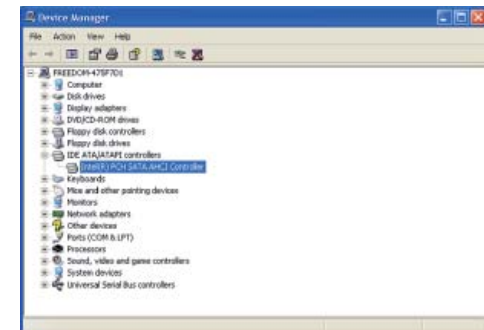 Device Manager
File Action View Help
FREEDOM-475F7D1
Computer
Disk drives
Display adapters
DVD/CD-ROM drives
Floppy disk controllers
Floppy disk drives
IDE ATA/ATAPI controllers
Intel(R) PCH SATA AHCI Controller
Keyboards
Mice and other pointing devices
Monitors
Network adapters
Other devices
Ports (COM & LPT)
Processors
Sound, video and game controllers
System devices
Universal Serial Bus controllers